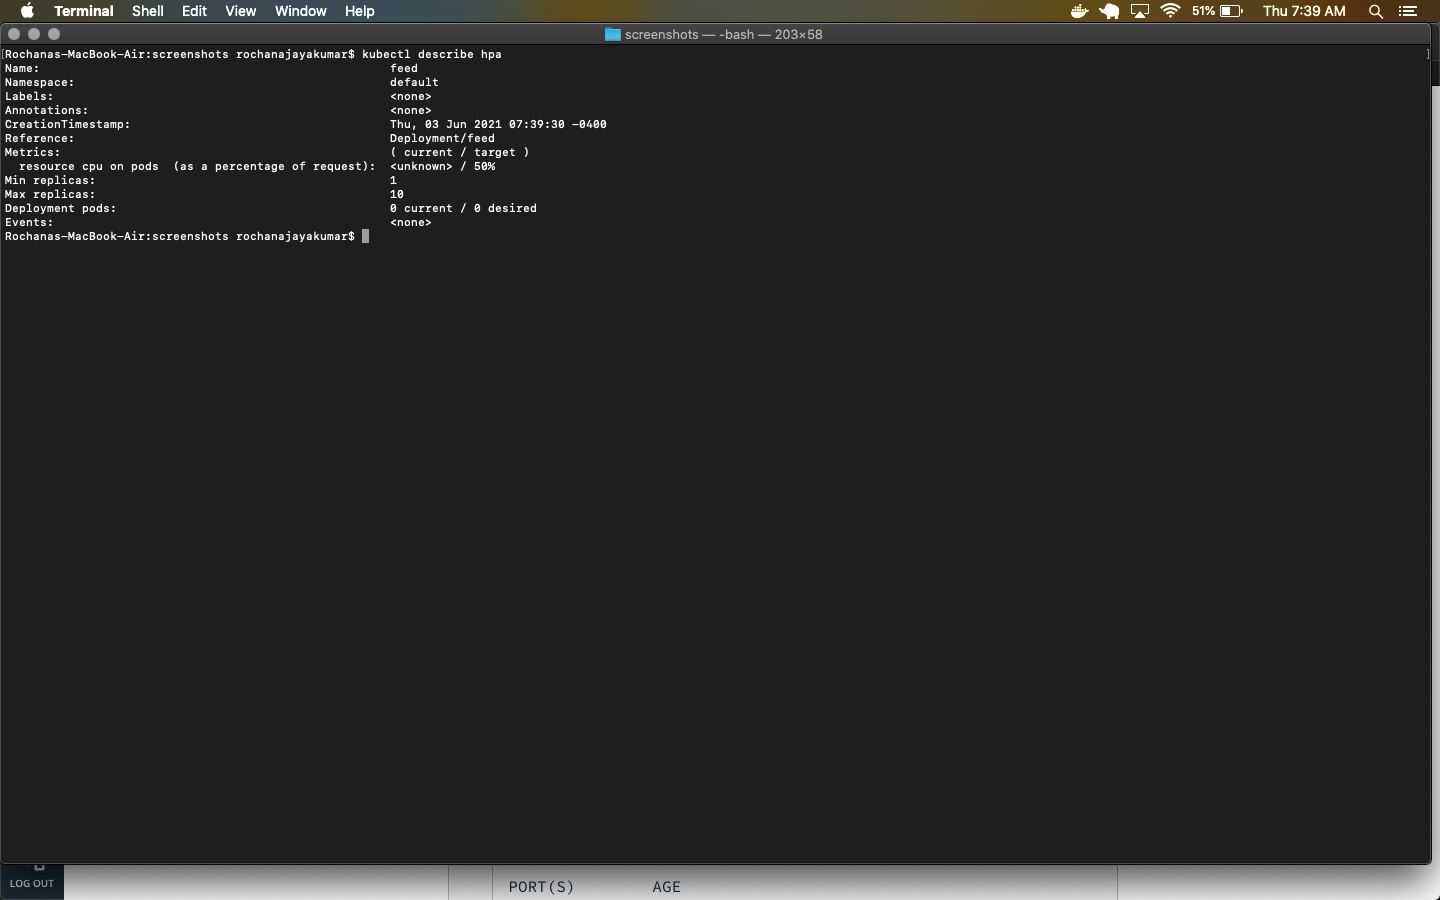 Terminal Shell Edit View Window Help 51% Thu 7:39 AM
screenshots — -bash — 203×58
[Rochanas-MacBook-Air:screenshots rochanajayakumar$ kubectl describe hpa ]
Name: feed
Namespace: default
Labels: <none>
Annotations: <none>
CreationTimestamp: Thu, 03 Jun 2021 07:39:30 -0400
Reference: Deployment/feed
Metrics: ( current / target )
resource cpu on pods (as a percentage of request): <unknown> / 50%
Min replicas: 1
Max replicas: 10
Deployment pods: 0 current / 0 desired
Events: <none>
Rochanas-MacBook-Air:screenshots rochanajayakumar$
LOG OUT
PORT(S) AGE